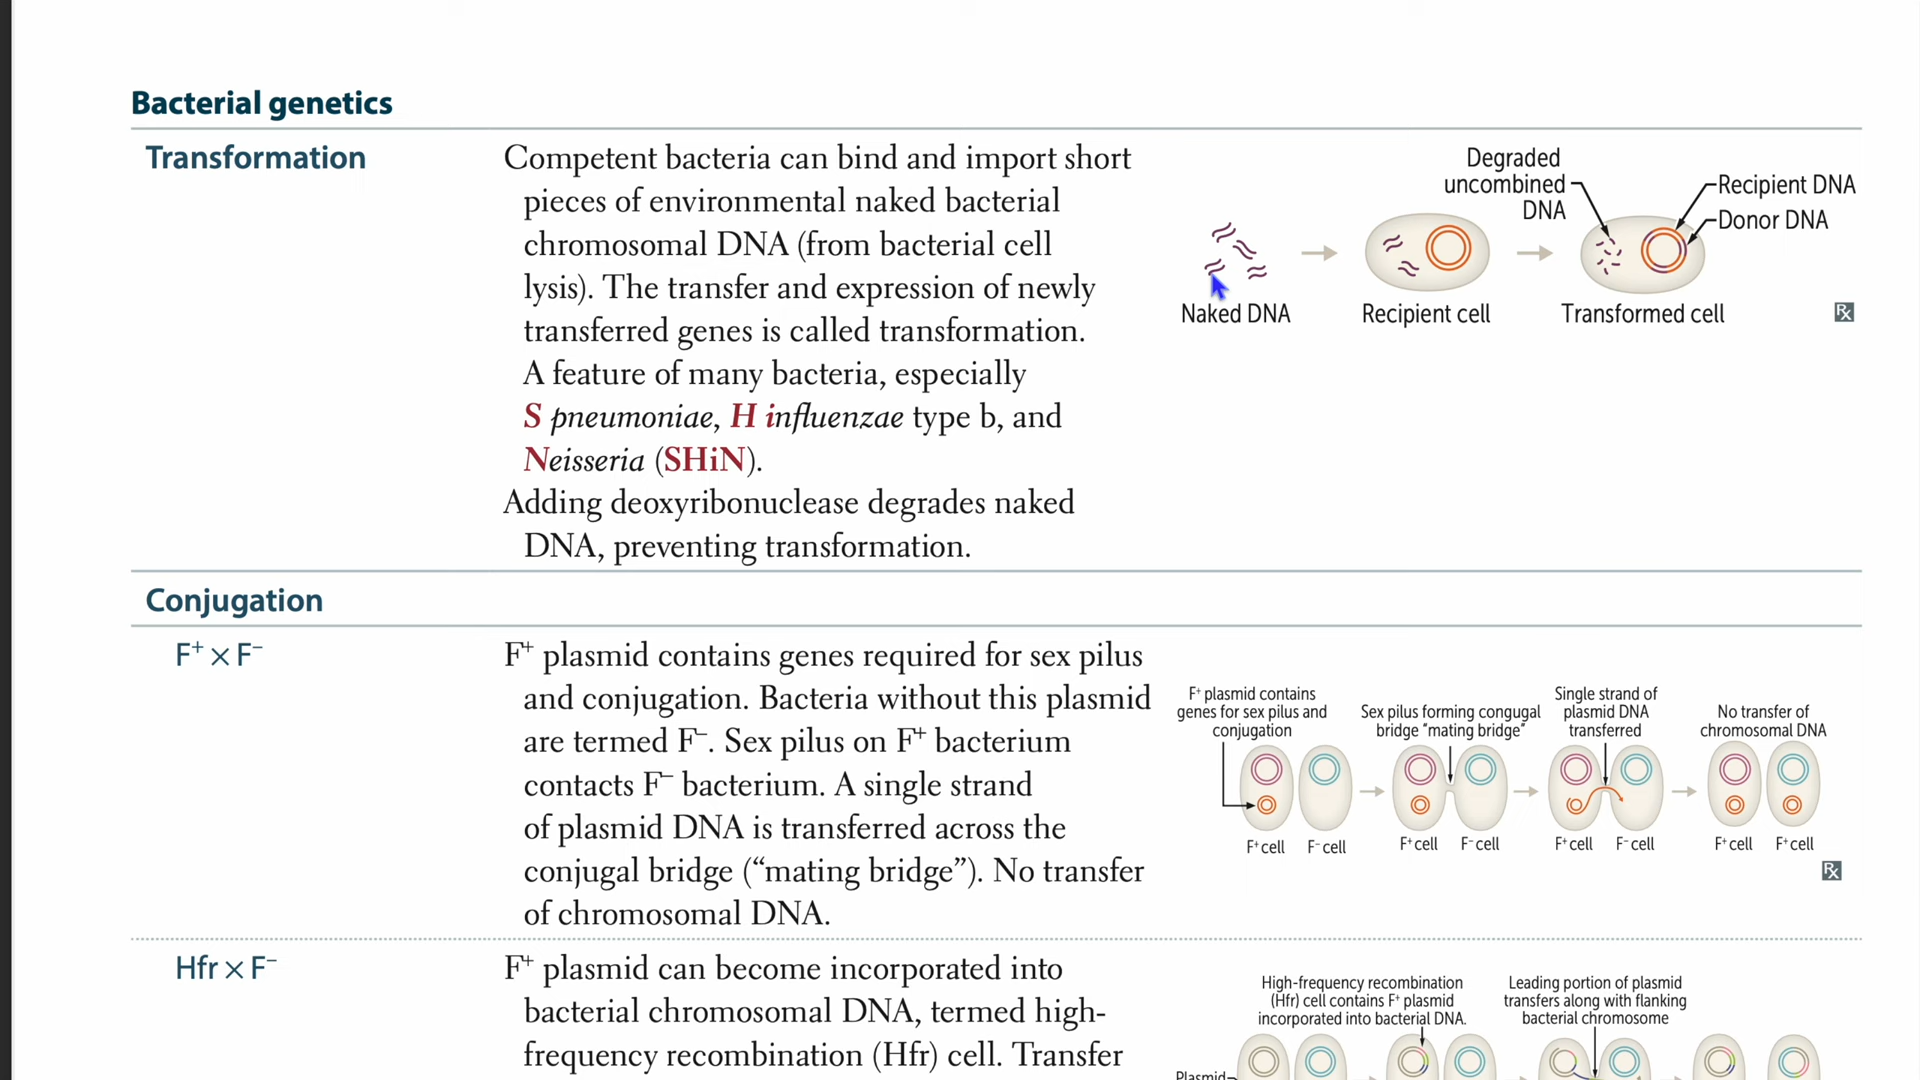 Bacterial genetics
Transformation
Competent bacteria can bind and import short
pieces of environmental naked bacterial
chromosomal DNA (from bacterial cell
lysis). The transfer and expression of newly
transferred genes is called transformation.
A feature of many bacteria, especially
S pneumoniae, H influenzae type b, and
Neisseria (SHiN).
Adding deoxyribonuclease degrades naked
DNA, preventing transformation.
Degraded
uncombined
DNA
Recipient DNA
Donor DNA
Naked DNA
Recipient cell
Transformed cell
Rx
Conjugation
F⁺ × F⁻
F⁺ plasmid contains genes required for sex pilus
and conjugation. Bacteria without this plasmid
are termed F⁻. Sex pilus on F⁺ bacterium
contacts F⁻ bacterium. A single strand
of plasmid DNA is transferred across the
conjugal bridge (“mating bridge”). No transfer
of chromosomal DNA.
F⁺ plasmid contains
genes for sex pilus and
conjugation
Sex pilus forming congugal
bridge “mating bridge”
Single strand of
plasmid DNA
transferred
No transfer of
chromosomal DNA
F⁺ cell
F⁻ cell
F⁺ cell
F⁻ cell
F⁺ cell
F⁻ cell
F⁺ cell
F⁺ cell
Rx
Hfr × F⁻
F⁺ plasmid can become incorporated into
bacterial chromosomal DNA, termed high-
frequency recombination (Hfr) cell. Transfer
High-frequency recombination
(Hfr) cell contains F⁺ plasmid
incorporated into bacterial DNA.
Leading portion of plasmid
transfers along with flanking
bacterial chromosome
Plasmid